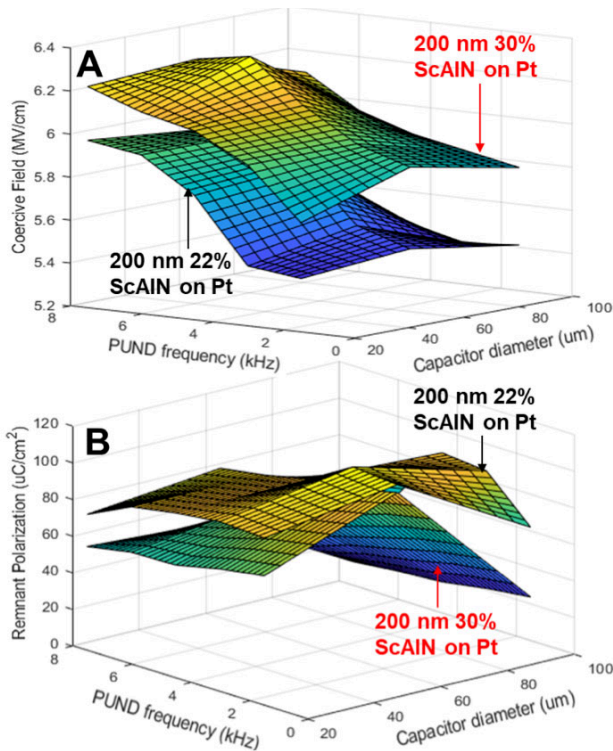 A
200 nm 30%
ScAlN on Pt
200 nm 22%
ScAlN on Pt
Coercive Field (MV/cm)
6.4
6.2
6
5.8
5.6
5.4
5.2
8
6
4
2
0
PUND frequency (kHz)
20
40
60
80
100
Capacitor diameter (um)
B
200 nm 22%
ScAlN on Pt
200 nm 30%
ScAlN on Pt
Remnant Polarization (uC/cm²)
120
100
80
60
40
20
0
8
6
4
2
0
PUND frequency (kHz)
20
40
60
80
100
Capacitor diameter (um)